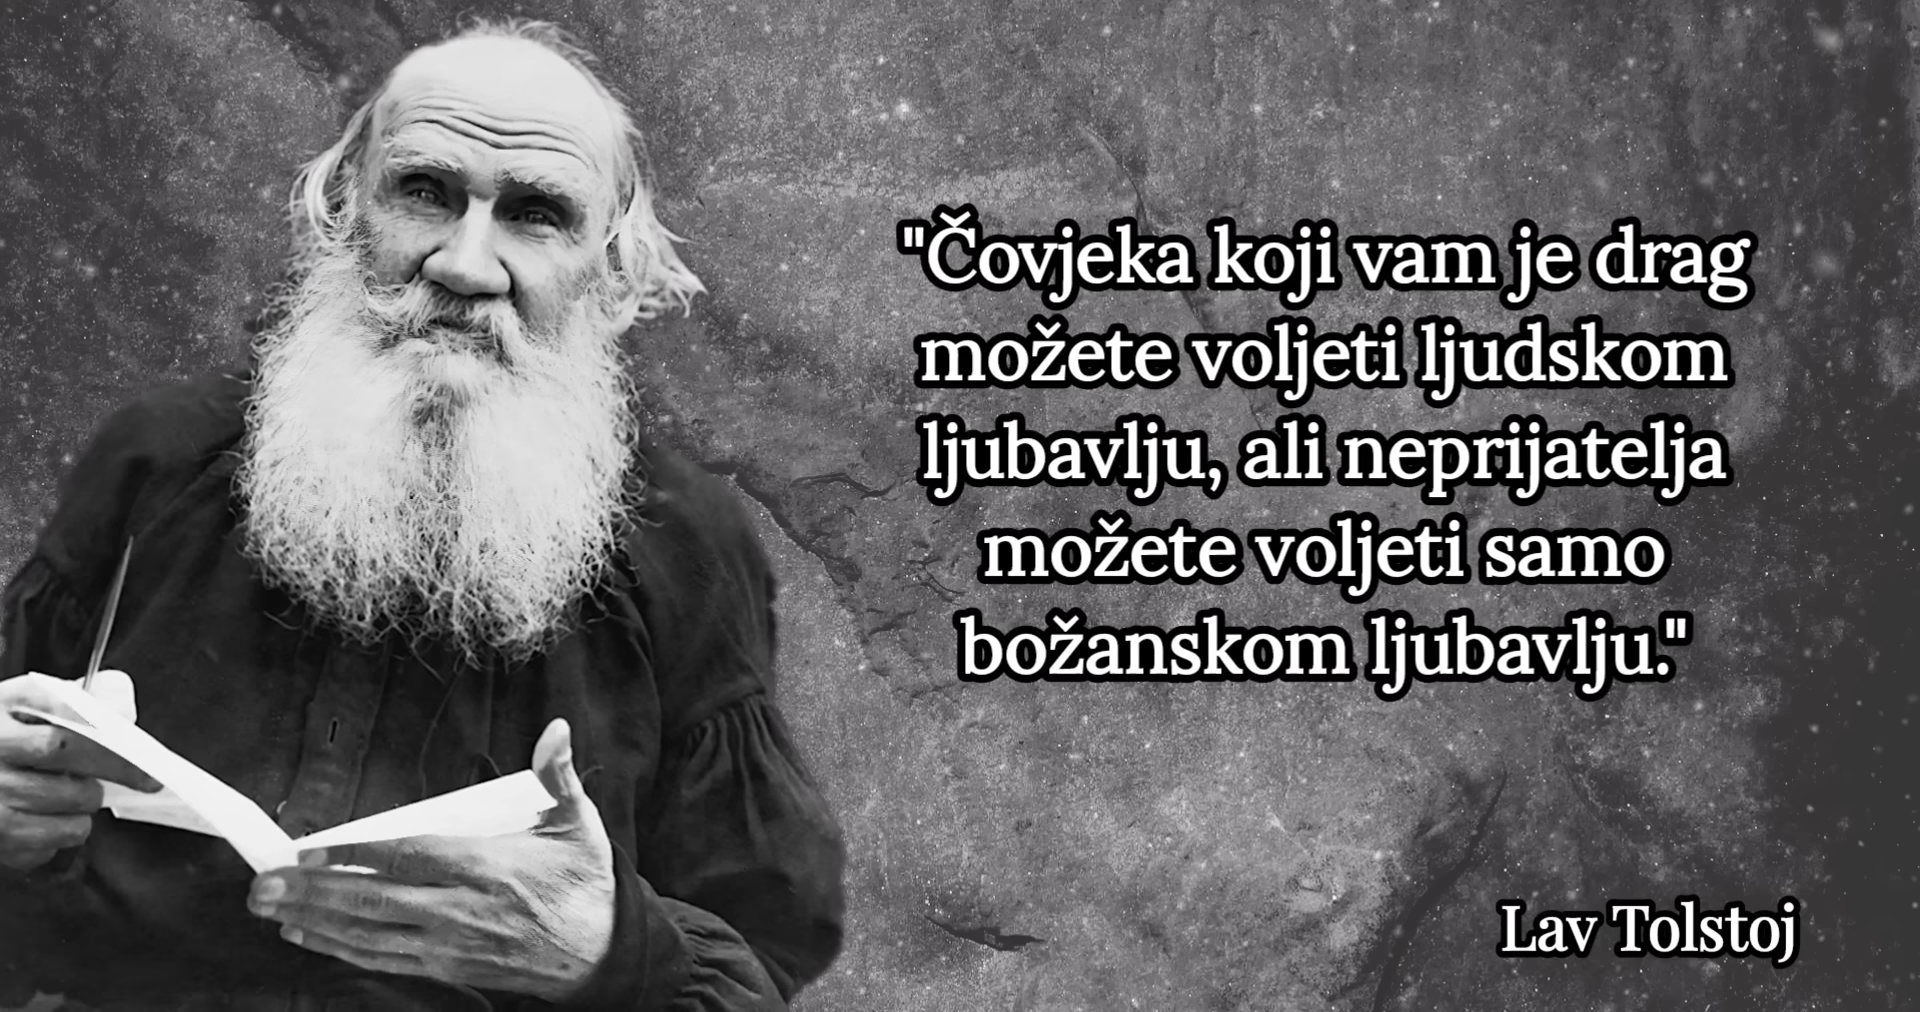 "Čovjeka koji vam je drag
možete voljeti ljudskom
ljubavlju, ali neprijatelja
možete voljeti samo
božanskom ljubavlju."
Lav Tolstoj